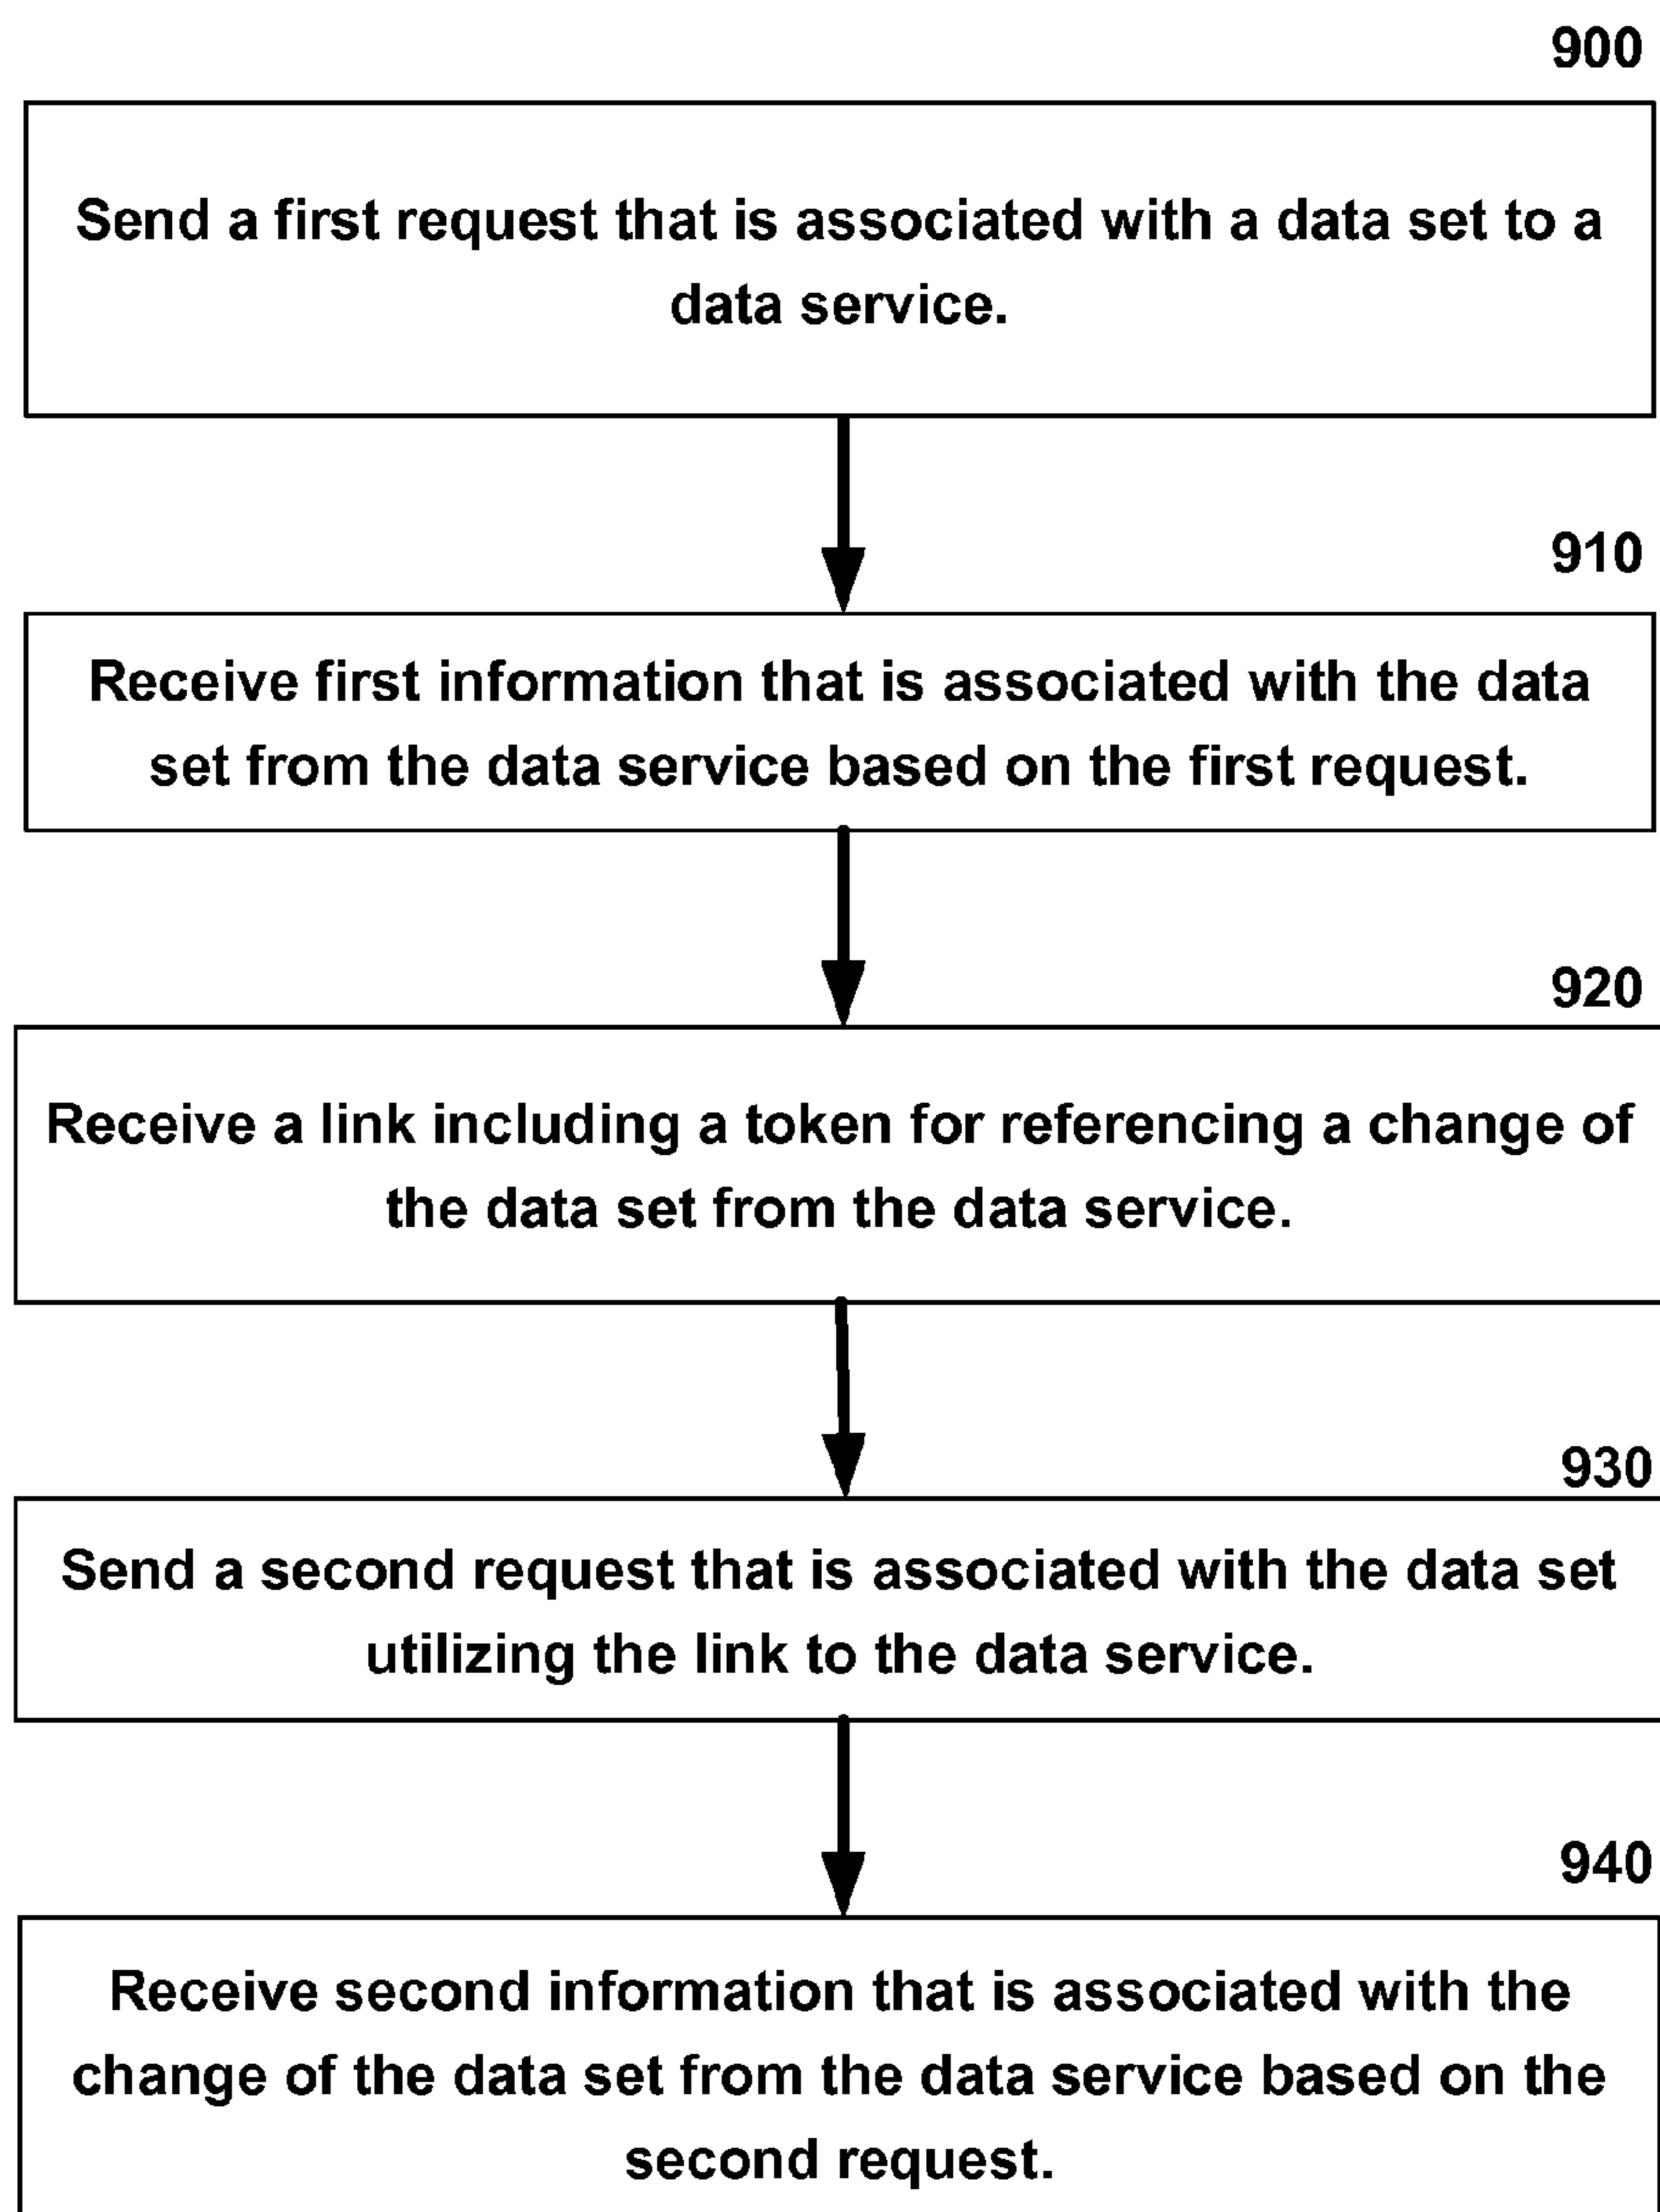 900
Send a first request that is associated with a data set to a
data service.
910
Receive first information that is associated with the data
set from the data service based on the first request.
920
Receive a link including a token for referencing a change of
the data set from the data service.
930
Send a second request that is associated with the data set
utilizing the link to the data service.
940
Receive second information that is associated with the
change of the data set from the data service based on the
second request.